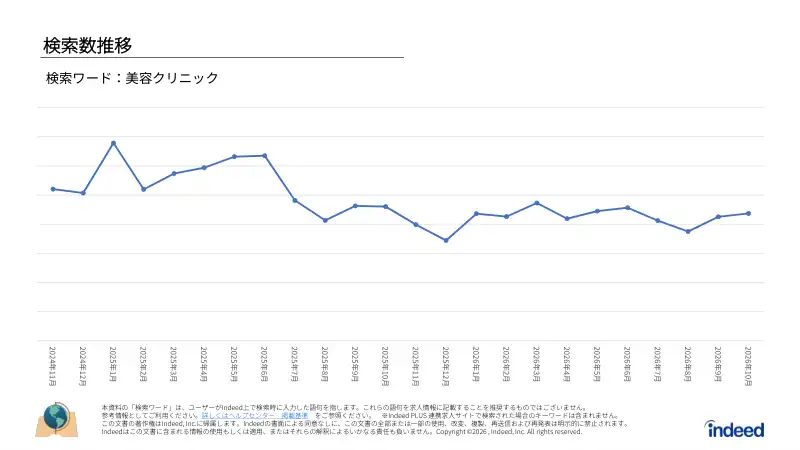 検索数推移
検索ワード：美容クリニック
2024年11月
2024年12月
2025年1月
2025年2月
2025年3月
2025年4月
2025年5月
2025年6月
2025年7月
2025年8月
2025年9月
2025年10月
2025年11月
2025年12月
2026年1月
2026年2月
2026年3月
2026年4月
2026年5月
2026年6月
2026年7月
2026年8月
2026年9月
2026年10月
本資料の「検索ワード」は、ユーザーがIndeed上で検索時に入力した語句を指します。これらの語句を求人情報に記載することを推奨するものではございません。
参考情報としてご利用ください。詳しくはヘルプセンター　掲載基準　をご参照ください。　※Indeed PLUS 連携求人サイトで検索された場合のキーワードは含まれません。
この文書の著作権はIndeed, Inc.に帰属します。Indeedの書面による同意なしに、この文書の全部または一部の使用、改変、複製、再送信および再発表は明示的に禁止されます。
Indeedはこの文書に含まれる情報の使用もしくは適用、またはそれらの解釈によるいかなる責任も負いません。Copyright ©2026 , Indeed, Inc. All rights reserved.
indeed